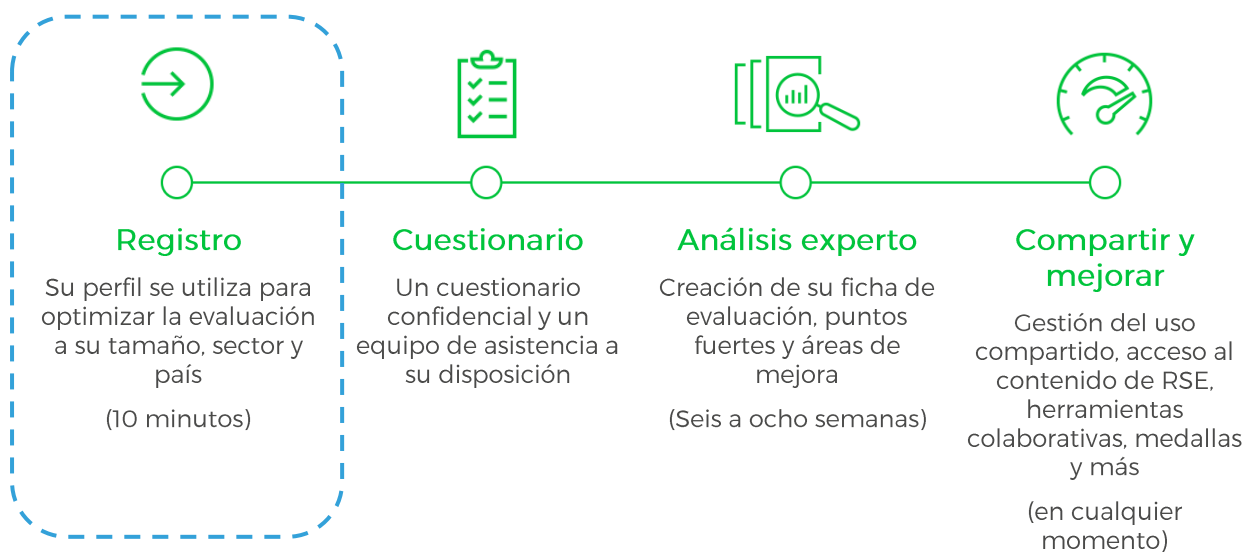 Registro
Su perfil se utiliza para
optimizar la evaluación
a su tamaño, sector y
país
(10 minutos)
Cuestionario
Un cuestionario
confidencial y un
equipo de asistencia a
su disposición
Análisis experto
Creación de su ficha de
evaluación, puntos
fuertes y áreas de
mejora
(Seis a ocho semanas)
Compartir y
mejorar
Gestión del uso
compartido, acceso al
contenido de RSE,
herramientas
colaborativas, medallas
y más
(en cualquier
momento)